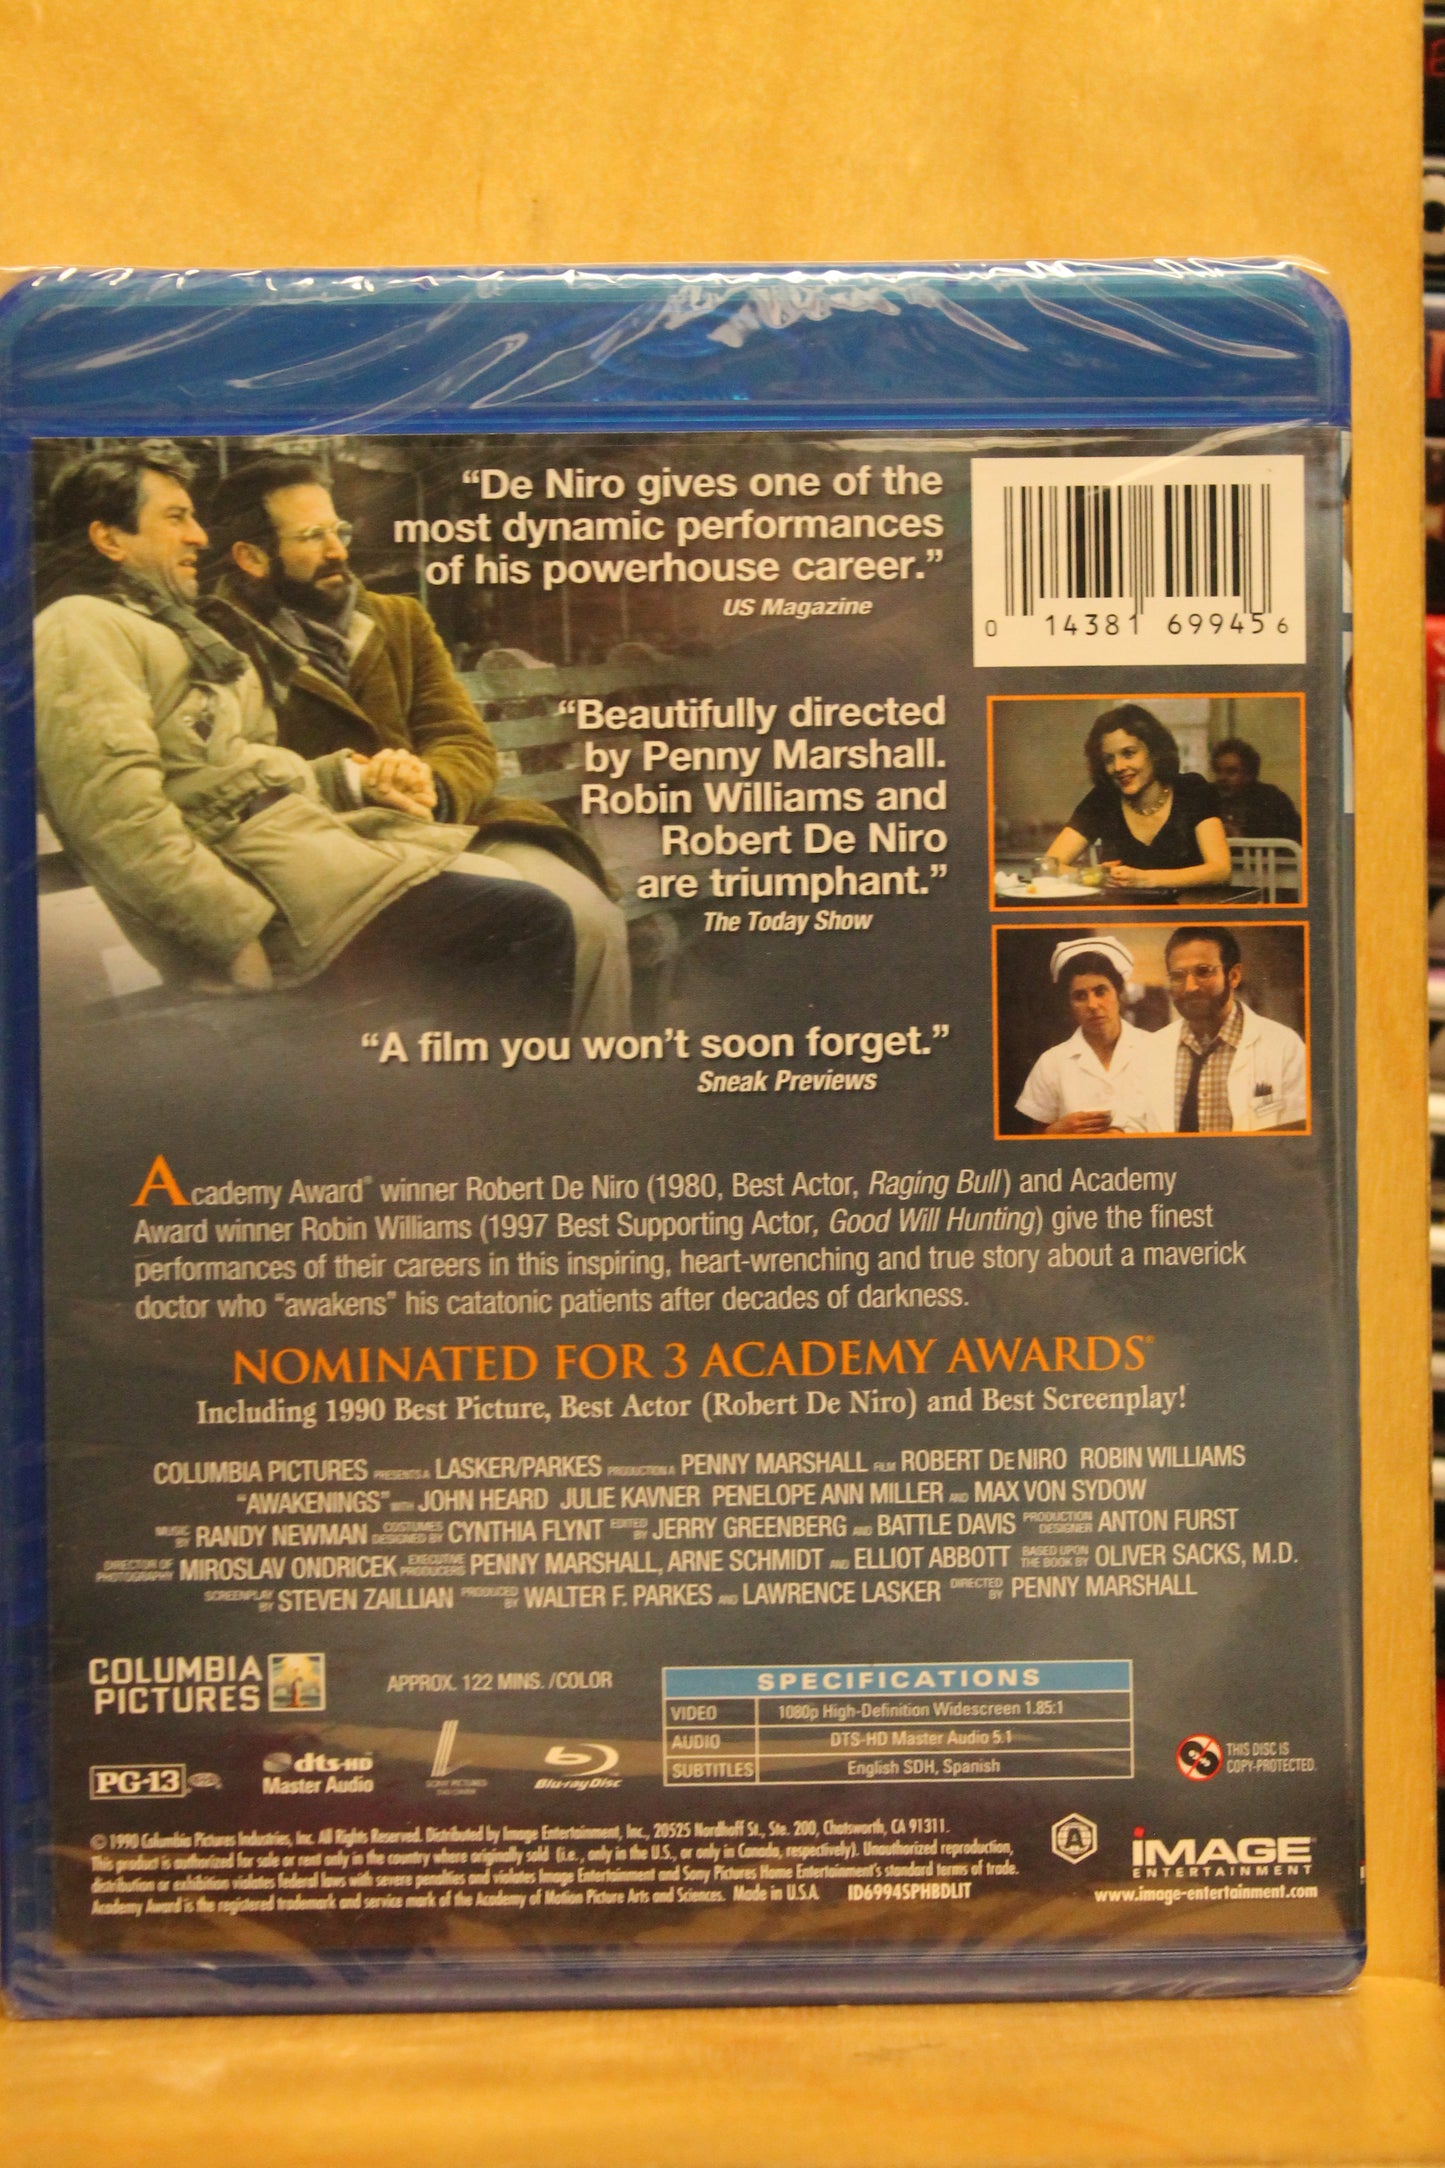 “De Niro gives one of the
most dynamic performances
of his powerhouse career.”
US Magazine
0 14381 69945 6
“Beautifully directed
by Penny Marshall.
Robin Williams and
Robert De Niro
are triumphant.”
The Today Show
“A film you won’t soon forget.”
Sneak Previews
Academy Award® winner Robert De Niro (1980, Best Actor, Raging Bull) and Academy
Award winner Robin Williams (1997 Best Supporting Actor, Good Will Hunting) give the finest
performances of their careers in this inspiring, heart-wrenching and true story about a maverick
doctor who “awakens” his catatonic patients after decades of darkness.
NOMINATED FOR 3 ACADEMY AWARDS®
Including 1990 Best Picture, Best Actor (Robert De Niro) and Best Screenplay!
COLUMBIA PICTURES PRESENTS A LASKER/PARKES PRODUCTION A PENNY MARSHALL FILM ROBERT DE NIRO ROBIN WILLIAMS
“AWAKENINGS” WITH JOHN HEARD JULIE KAVNER PENELOPE ANN MILLER AND MAX VON SYDOW
MUSIC BY RANDY NEWMAN COSTUMES DESIGNED BY CYNTHIA FLYNT EDITED BY JERRY GREENBERG AND BATTLE DAVIS PRODUCTION DESIGNER ANTON FURST
DIRECTOR OF PHOTOGRAPHY MIROSLAV ONDRICEK EXECUTIVE PRODUCERS PENNY MARSHALL, ARNE SCHMIDT AND ELLIOT ABBOTT BASED UPON THE BOOK BY OLIVER SACKS, M.D.
SCREENPLAY BY STEVEN ZAILLIAN PRODUCED BY WALTER F. PARKES AND LAWRENCE LASKER DIRECTED BY PENNY MARSHALL
COLUMBIA
PICTURES
APPROX. 122 MINS. /COLOR
SPECIFICATIONS
VIDEO 1080p High-Definition Widescreen 1.85:1
AUDIO DTS-HD Master Audio 5.1
SUBTITLES English SDH, Spanish
PG-13
dts-HD
Master Audio
SONY PICTURES
Blu-ray Disc
THIS DISC IS
COPY-PROTECTED.
© 1990 Columbia Pictures Industries, Inc. All Rights Reserved. Distributed by Image Entertainment, Inc., 20525 Nordhoff St., Ste. 200, Chatsworth, CA 91311.
This product is authorized for sale or rent only in the country where originally sold (i.e., only in the U.S., or only in Canada, respectively). Unauthorized reproduction,
distribution or exhibition violates federal laws with severe penalties and violates Image Entertainment and Sony Pictures Home Entertainment's standard terms of trade.
Academy Award is the registered trademark and service mark of the Academy of Motion Picture Arts and Sciences. Made in U.S.A. ID6994SPHBDLIT
A
iMAGE
ENTERTAINMENT
www.image-entertainment.com